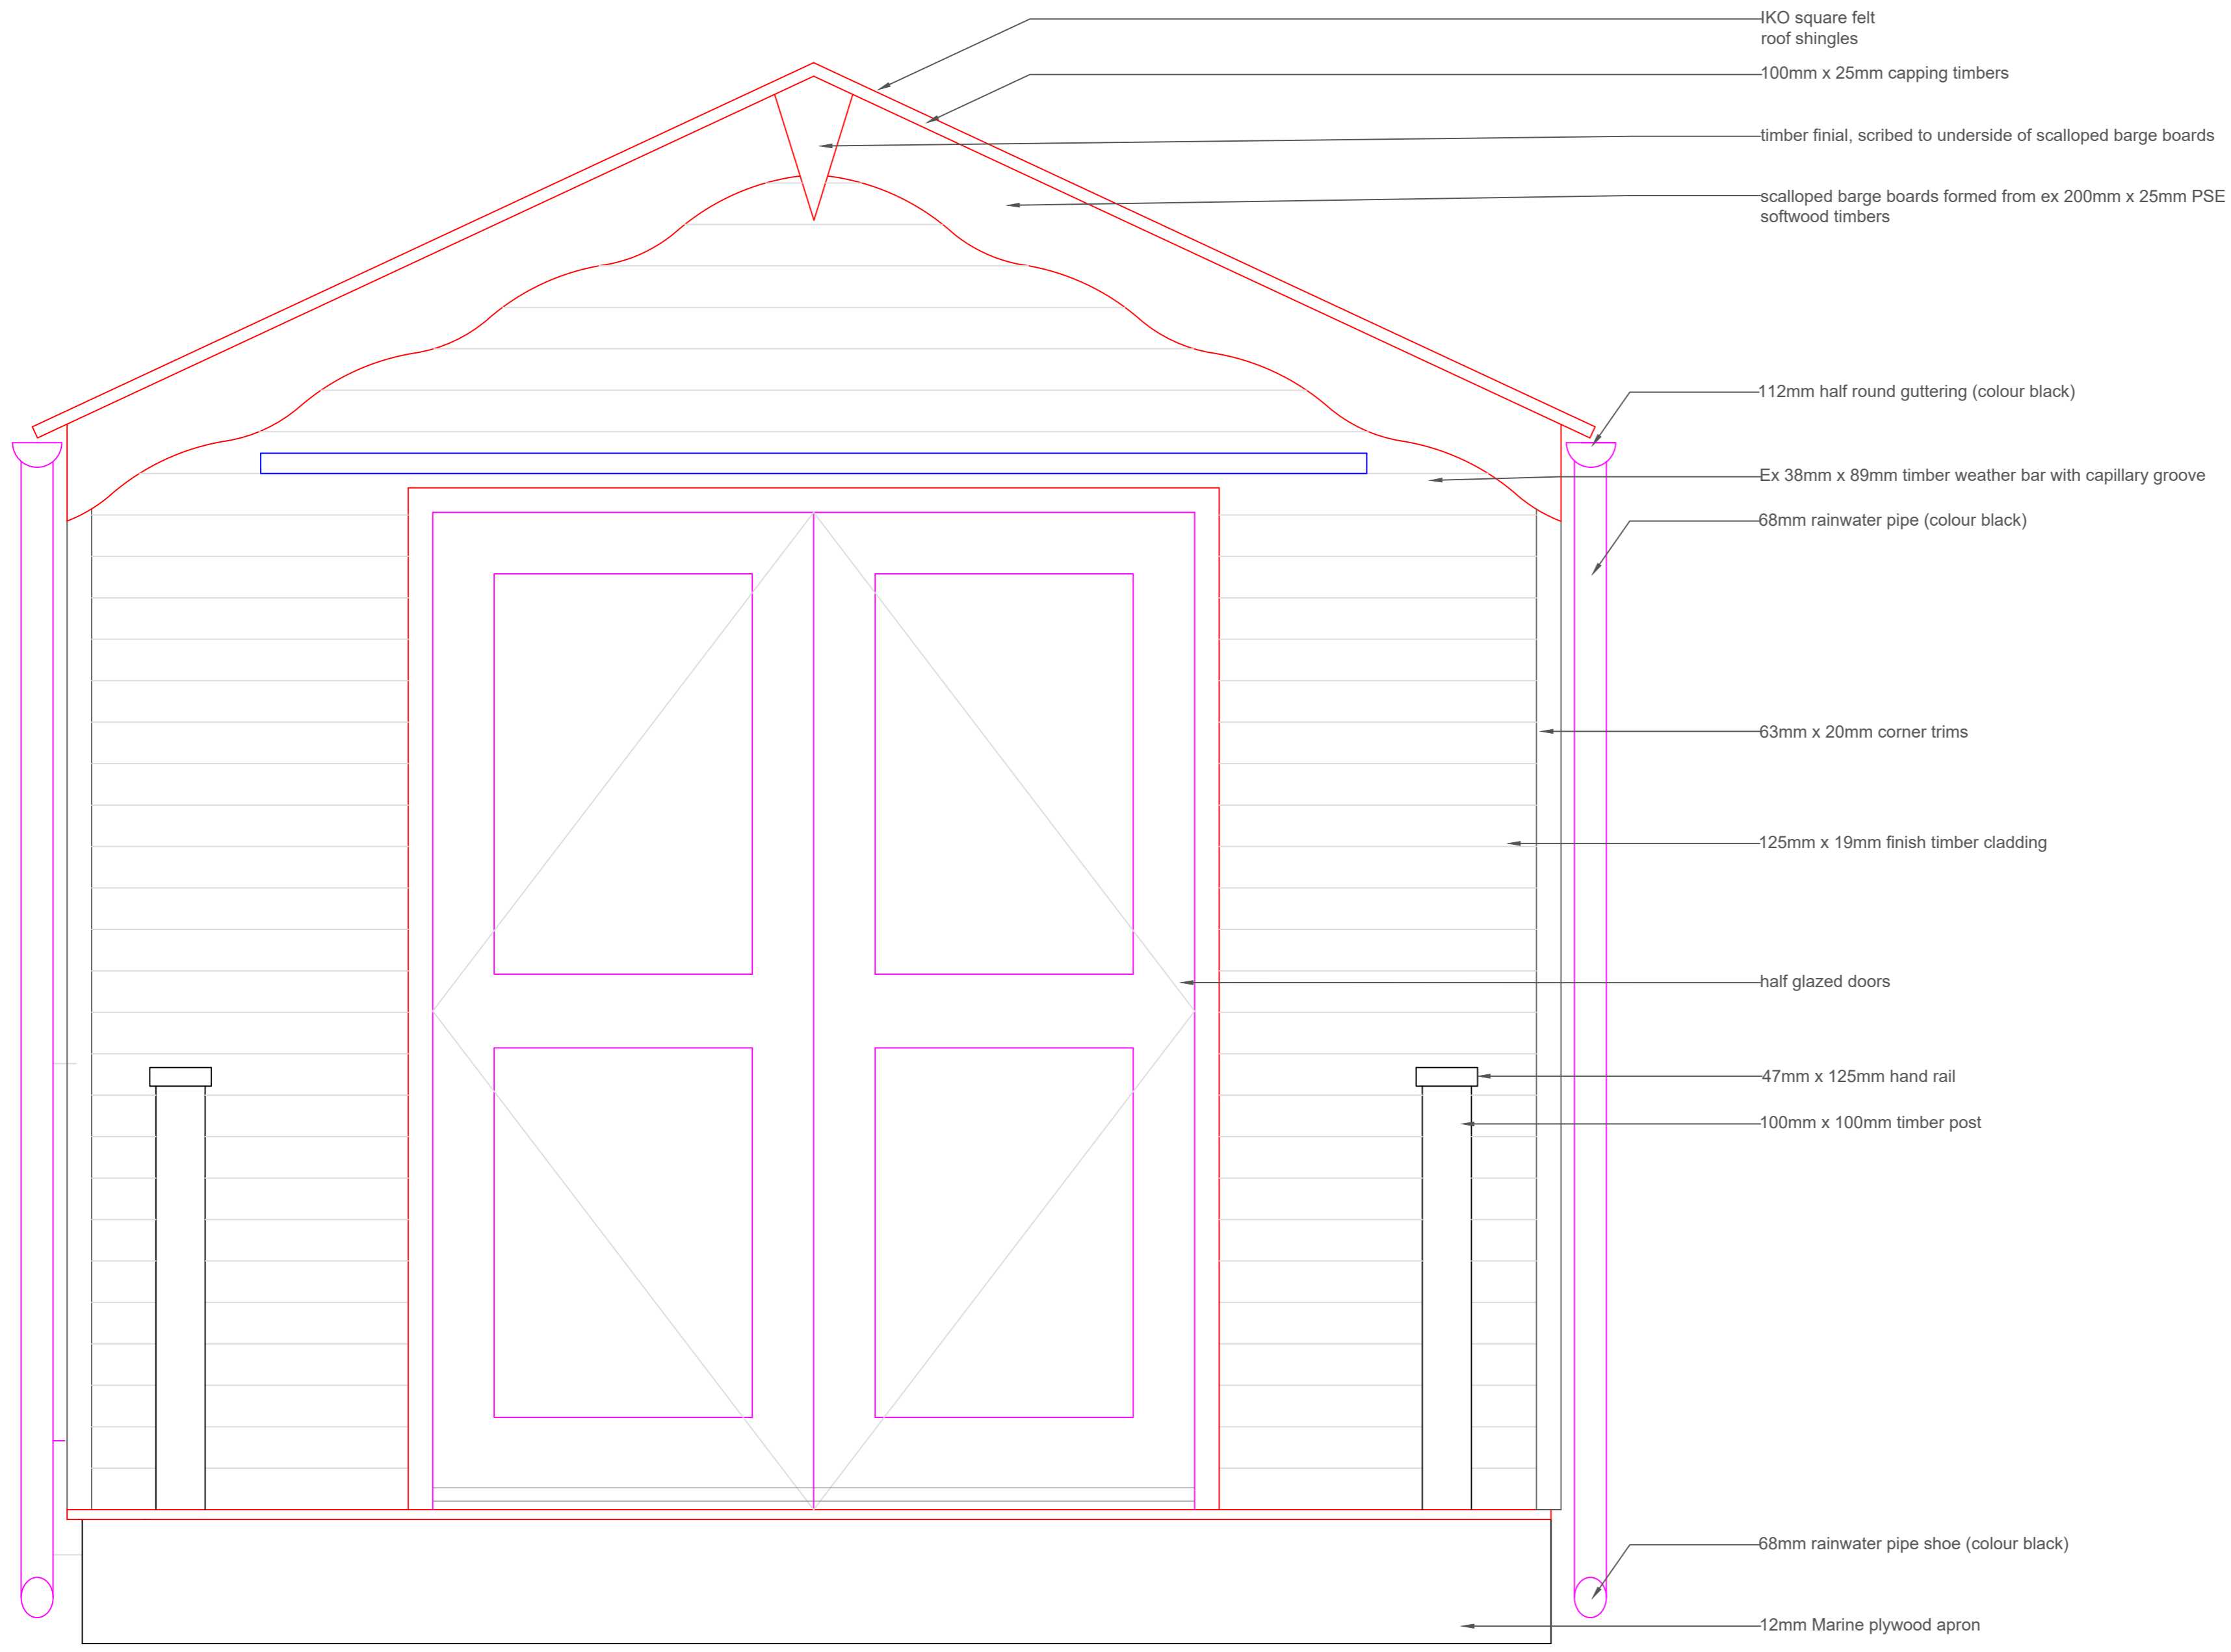 IKO square felt
roof shingles
100mm x 25mm capping timbers
timber finial, scribed to underside of scalloped barge boards
scalloped barge boards formed from ex 200mm x 25mm PSE
softwood timbers
112mm half round guttering (colour black)
Ex 38mm x 89mm timber weather bar with capillary groove
68mm rainwater pipe (colour black)
63mm x 20mm corner trims
125mm x 19mm finish timber cladding
half glazed doors
47mm x 125mm hand rail
100mm x 100mm timber post
68mm rainwater pipe shoe (colour black)
12mm Marine plywood apron